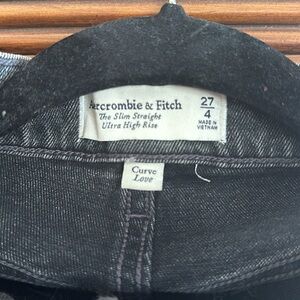 Abercrombie & Fitch
The Slim Straight
Ultra High Rise
27
4
MADE IN
VIETNAM
Curve
Love